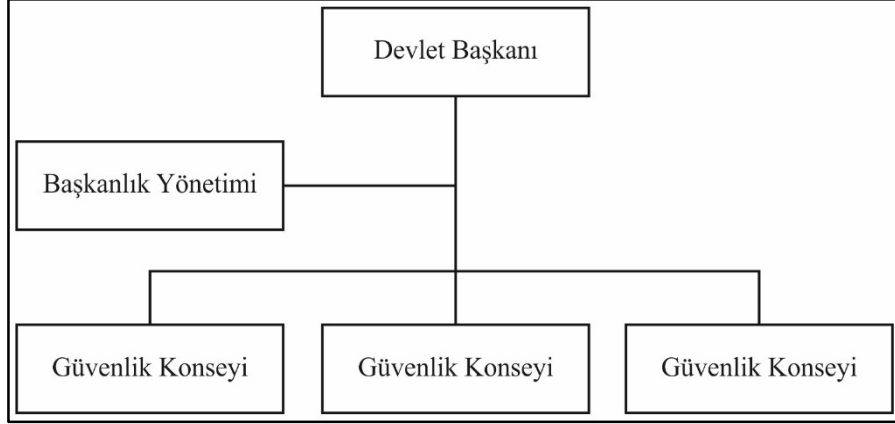 Devlet Başkanı
Başkanlık Yönetimi
Güvenlik Konseyi
Güvenlik Konseyi
Güvenlik Konseyi